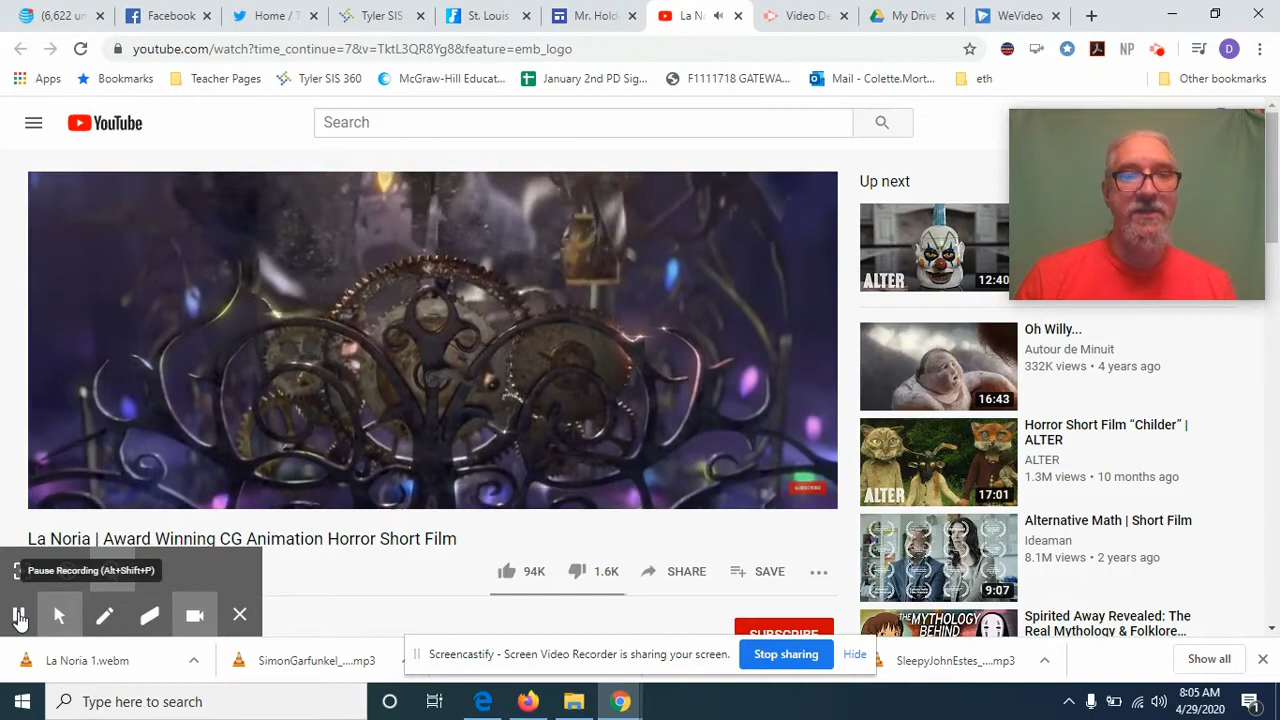 (6,622 un
Facebook
Home / T
Tyler SIS
St. Louis
Mr. Hold
La No
Video De
My Drive
WeVideo
youtube.com/watch?time_continue=7&v=TktL3QR8Yg8&feature=emb_logo
NP
D
Apps
Bookmarks
Teacher Pages
Tyler SIS 360
McGraw-Hill Educat...
January 2nd PD Sig...
F1111718 GATEWA...
Mail - Colette.Mort...
eth
Other bookmarks
YouTube
Search
Up next
ALTER
12:40
Oh Willy...
Autour de Minuit
332K views • 4 years ago
16:43
Horror Short Film “Childer” |
ALTER
ALTER
1.3M views • 10 months ago
ALTER
17:01
Alternative Math | Short Film
Ideaman
8.1M views • 2 years ago
9:07
Spirited Away Revealed: The
Real Mythology & Folklore...
THE MYTHOLOGY
BEHIND
SUBSCRIBE
La Noria | Award Winning CG Animation Horror Short Film
94K
1.6K
SHARE
SAVE
SUBSCRIBE
Pause Recording (Alt+Shift+P)
Screencastify - Screen Video Recorder is sharing your screen.
Stop sharing
Hide
La Noria 1.webm
SimonGarfunkel_....mp3
SleepyJohnEstes_....mp3
Show all
Type here to search
8:05 AM
4/29/2020
1